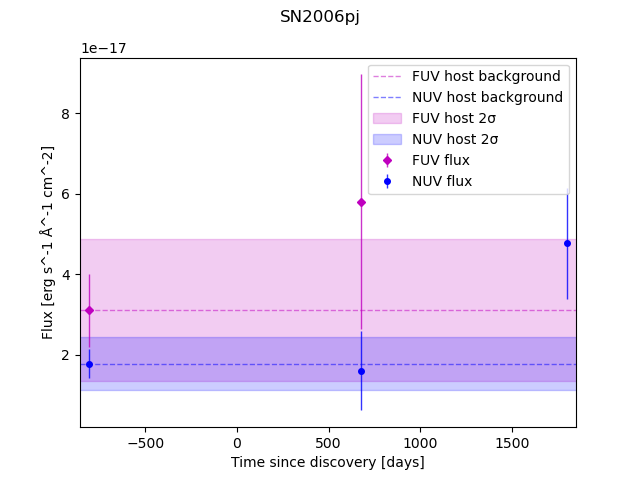 SN2006pj
1e−17
8
6
4
2
Flux [erg s^-1 Å^-1 cm^-2]
FUV host background
NUV host background
FUV host 2σ
NUV host 2σ
FUV flux
NUV flux
−500 0 500 1000 1500
Time since discovery [days]